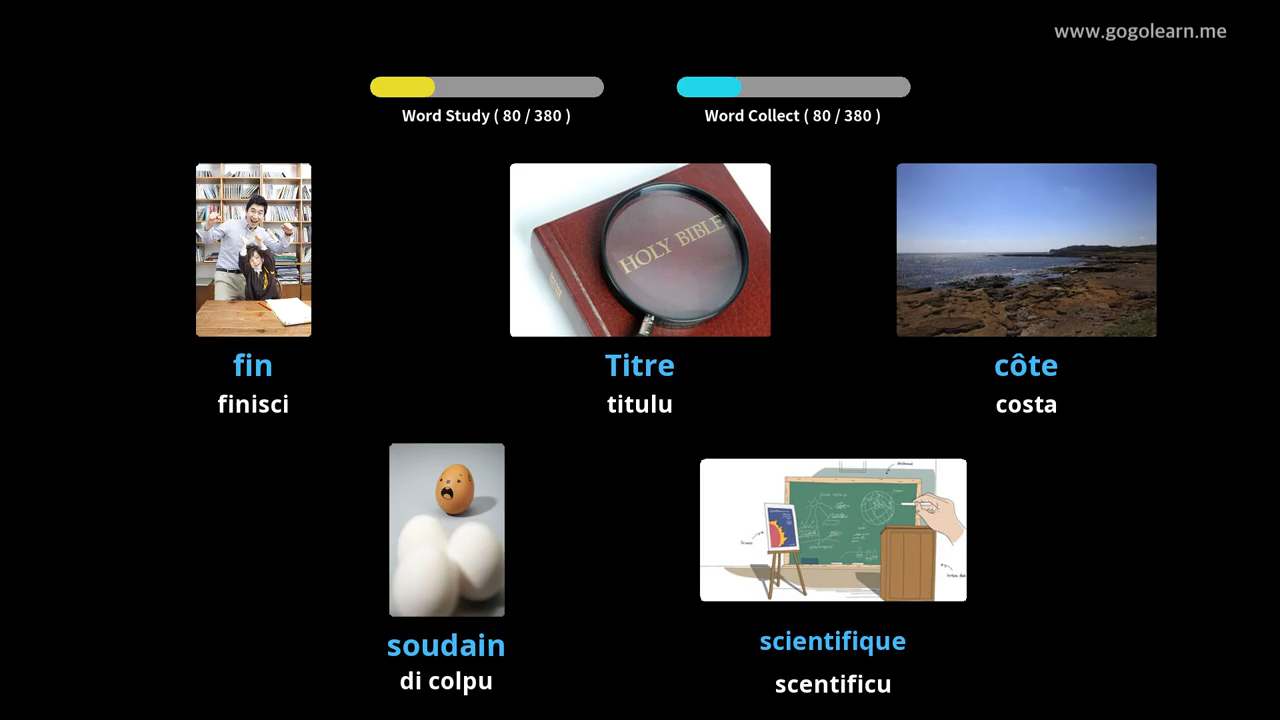 www.gogolearn.me
Word Study ( 80 / 380 )
Word Collect ( 80 / 380 )
HOLY BIBLE
fin
finisci
Titre
titulu
côte
costa
soudain
di colpu
scientifique
scentificu